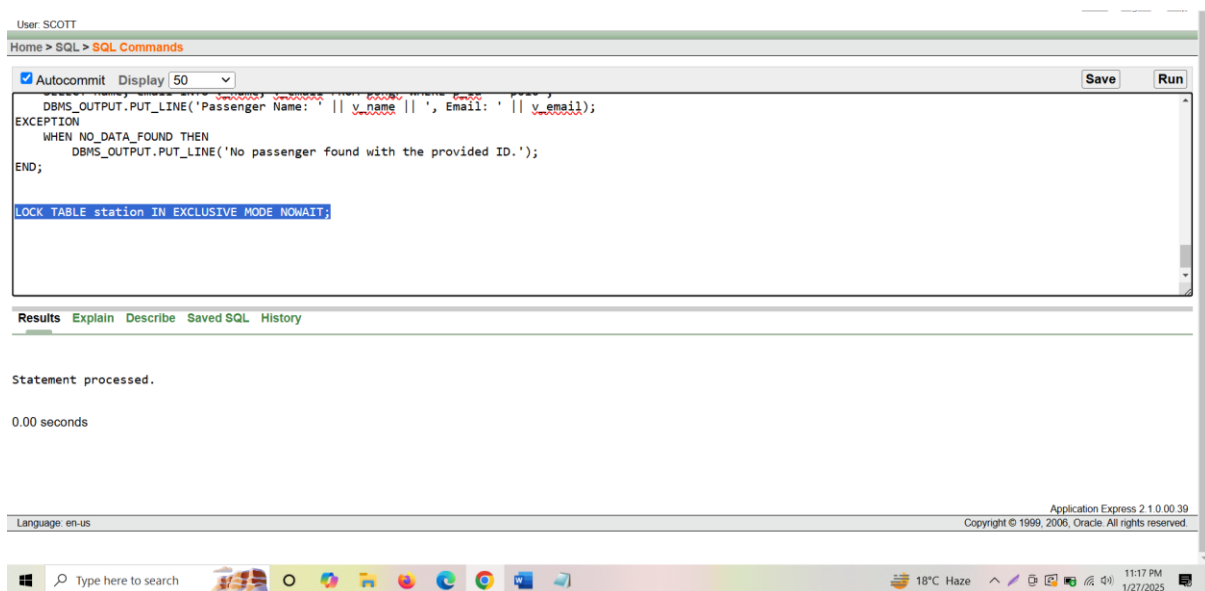 User: SCOTT
Home > SQL > SQL Commands
Autocommit Display 50 Save Run
DBMS_OUTPUT.PUT_LINE('Passenger Name: ' || v_name || ', Email: ' || v_email);
EXCEPTION
WHEN NO_DATA_FOUND THEN
DBMS_OUTPUT.PUT_LINE('No passenger found with the provided ID.');
END;
LOCK TABLE station IN EXCLUSIVE MODE NOWAIT;
Results Explain Describe Saved SQL History
Statement processed.
0.00 seconds
Application Express 2.1.0.00.39
Language: en-us Copyright © 1999, 2006, Oracle. All rights reserved.
Type here to search 18°C Haze 11:17 PM
1/27/2025